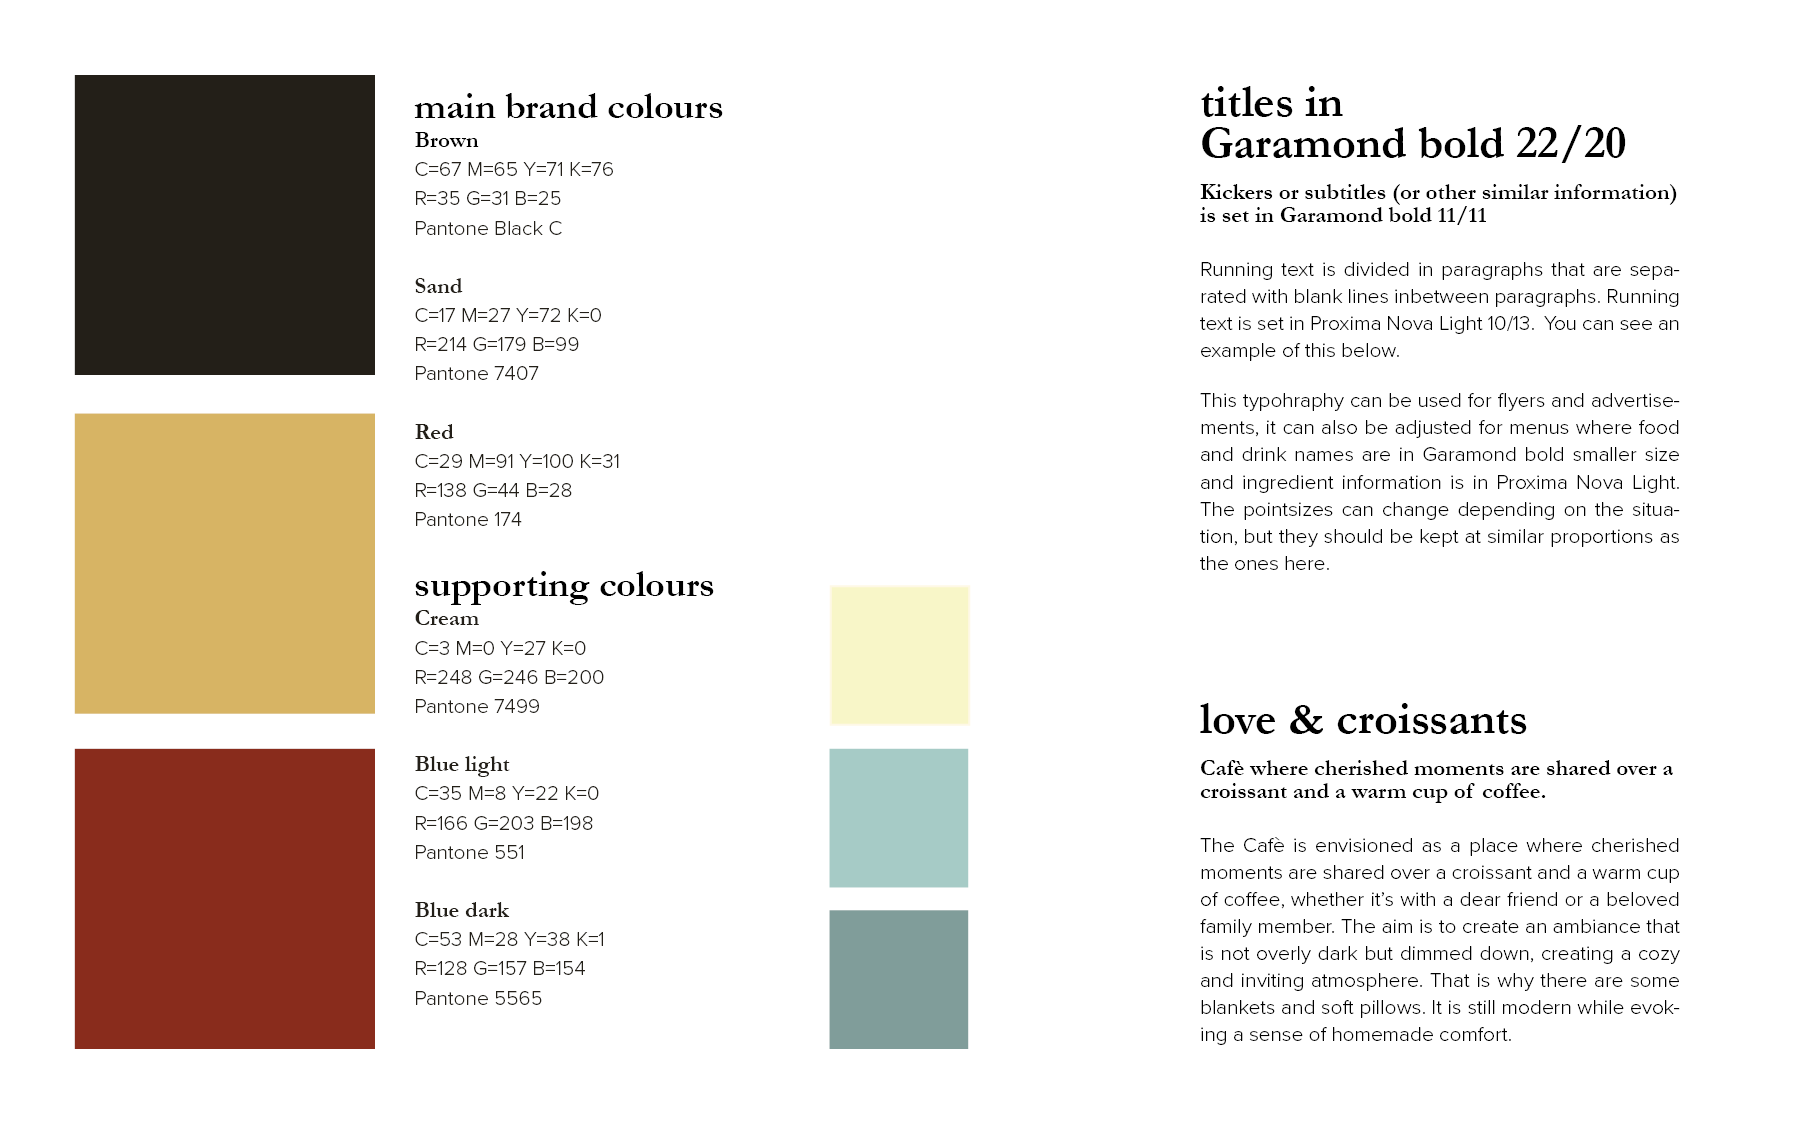 main brand colours
Brown
C=67 M=65 Y=71 K=76
R=35 G=31 B=25
Pantone Black C
Sand
C=17 M=27 Y=72 K=0
R=214 G=179 B=99
Pantone 7407
Red
C=29 M=91 Y=100 K=31
R=138 G=44 B=28
Pantone 174
supporting colours
Cream
C=3 M=0 Y=27 K=0
R=248 G=246 B=200
Pantone 7499
Blue light
C=35 M=8 Y=22 K=0
R=166 G=203 B=198
Pantone 551
Blue dark
C=53 M=28 Y=38 K=1
R=128 G=157 B=154
Pantone 5565
titles in
Garamond bold 22/20
Kickers or subtitles (or other similar information)
is set in Garamond bold 11/11
Running text is divided in paragraphs that are sepa-
rated with blank lines inbetween paragraphs. Running
text is set in Proxima Nova Light 10/13. You can see an
example of this below.
This typohraphy can be used for flyers and advertise-
ments, it can also be adjusted for menus where food
and drink names are in Garamond bold smaller size
and ingredient information is in Proxima Nova Light.
The pointsizes can change depending on the situa-
tion, but they should be kept at similar proportions as
the ones here.
love & croissants
Cafè where cherished moments are shared over a
croissant and a warm cup of coffee.
The Cafè is envisioned as a place where cherished
moments are shared over a croissant and a warm cup
of coffee, whether it’s with a dear friend or a beloved
family member. The aim is to create an ambiance that
is not overly dark but dimmed down, creating a cozy
and inviting atmosphere. That is why there are some
blankets and soft pillows. It is still modern while evok-
ing a sense of homemade comfort.